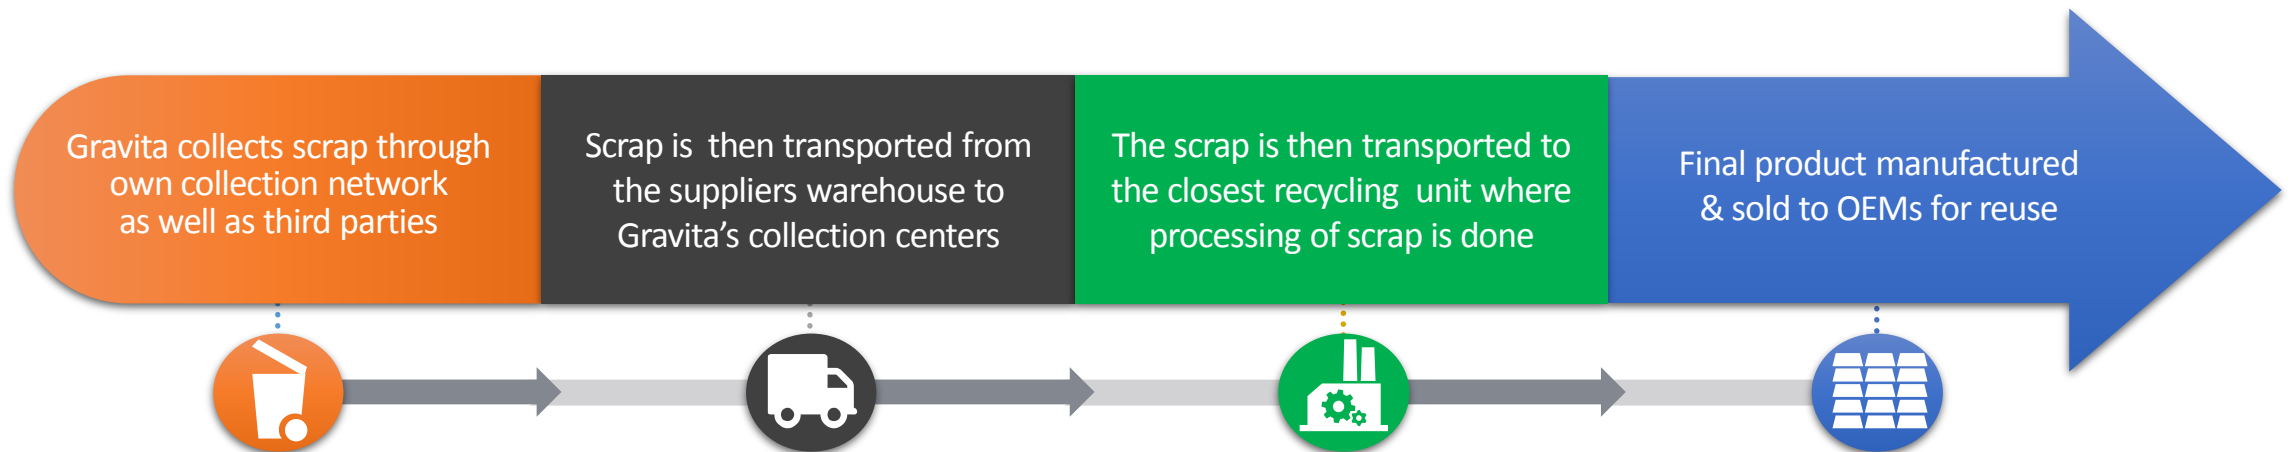 Gravita collects scrap through
own collection network
as well as third parties
Scrap is  then transported from
the suppliers warehouse to
Gravita’s collection centers
The scrap is then transported to
the closest recycling  unit where
processing of scrap is done
Final product manufactured
& sold to OEMs for reuse